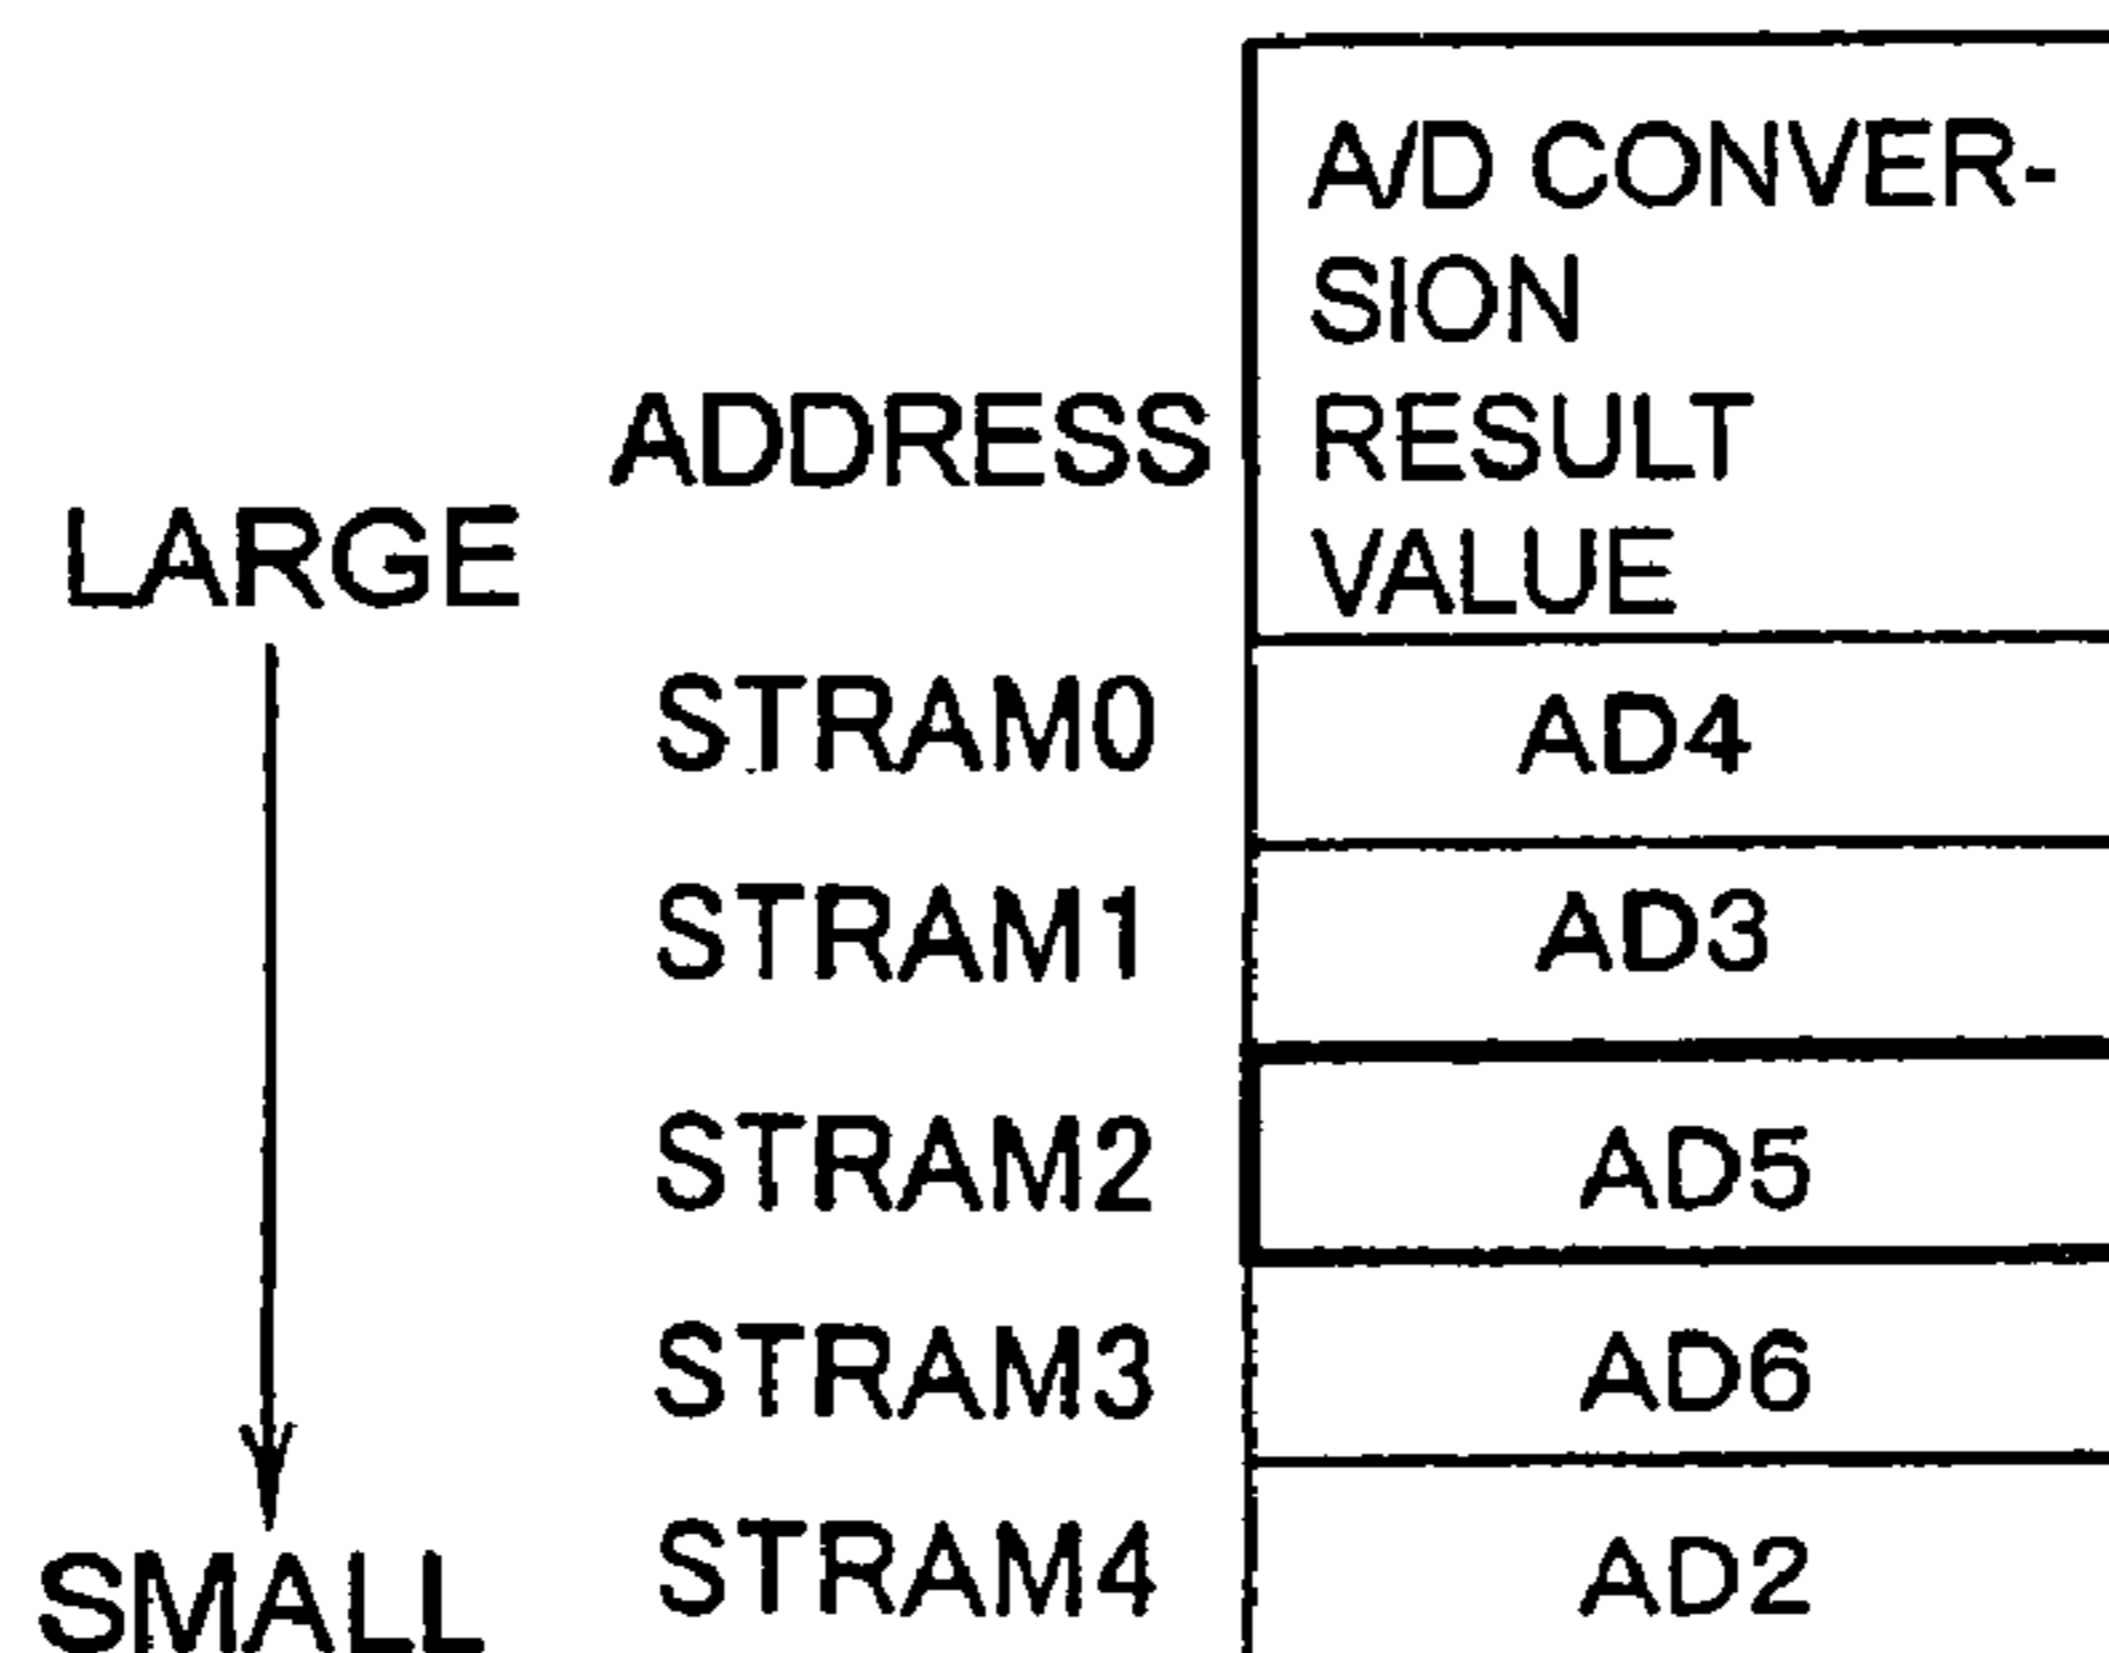 A/D CONVER-
SION
RESULT
VALUE
ADDRESS
LARGE
STRAM0 AD4
STRAM1 AD3
STRAM2 AD5
STRAM3 AD6
STRAM4 AD2
SMALL